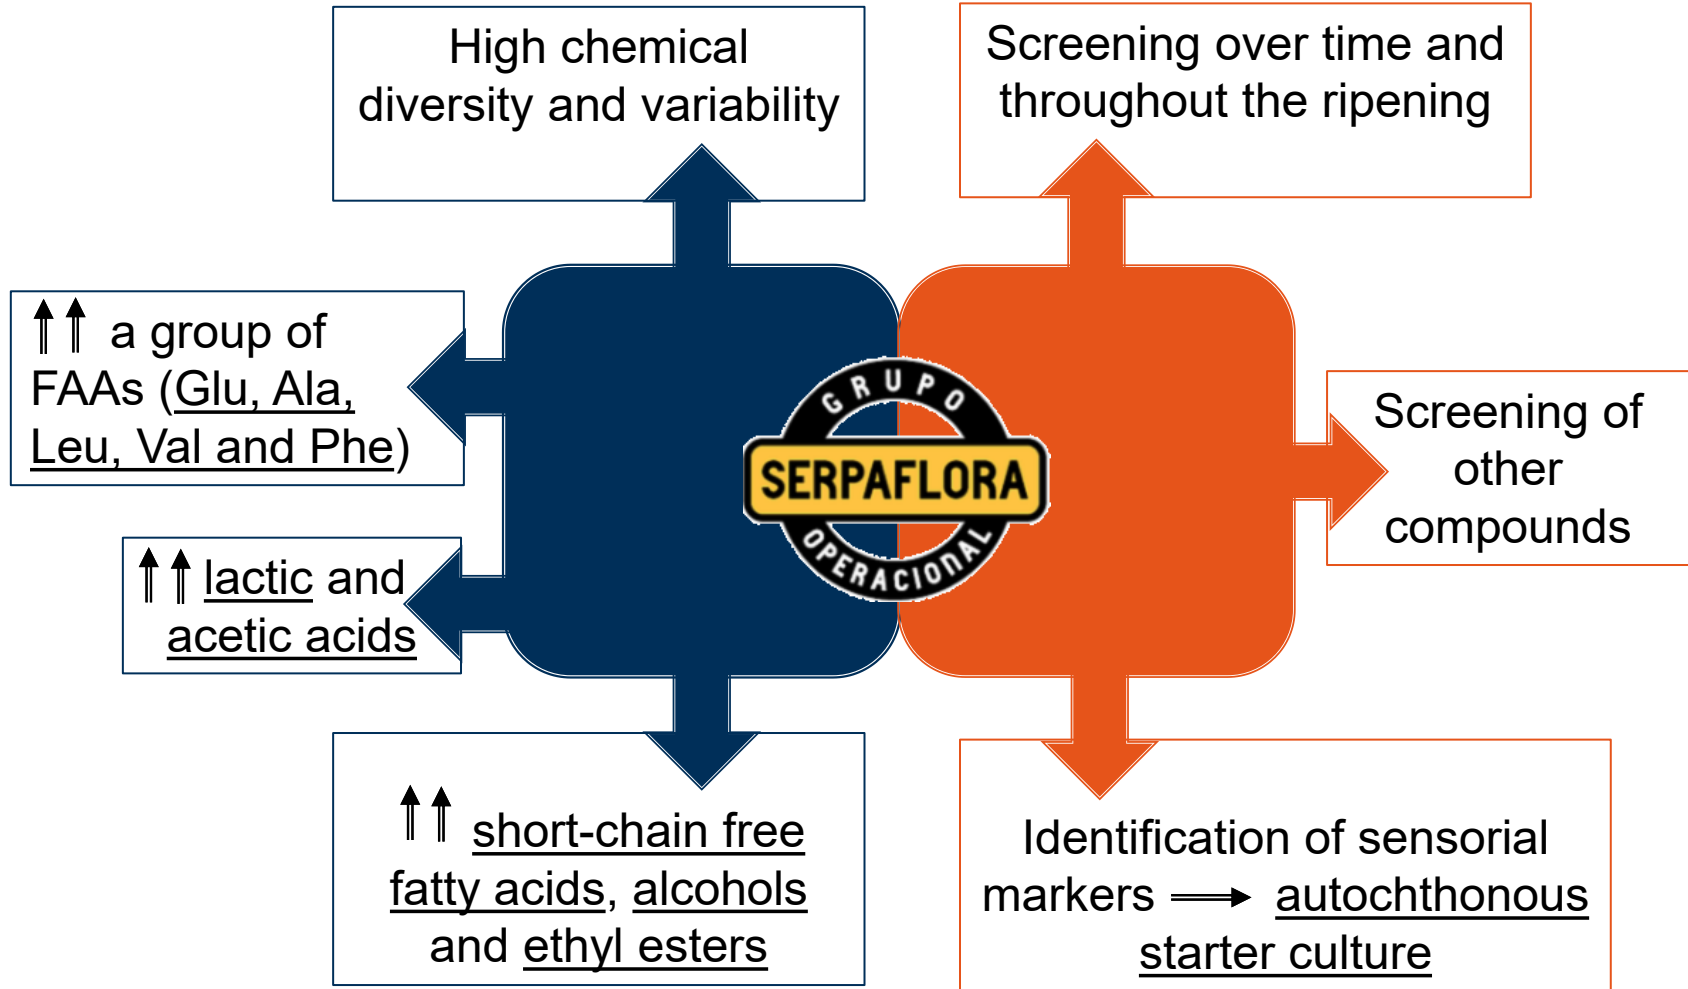 High chemical
diversity and variability
Screening over time and
throughout the ripening
a group of
FAAs (Glu, Ala,
Leu, Val and Phe)
lactic and
acetic acids
short-chain free
fatty acids, alcohols
and ethyl esters
GRUPO
SERPAFLORA
OPERACIONAL
Screening of
other
compounds
Identification of sensorial
markers ⟹ autochthonous
starter culture